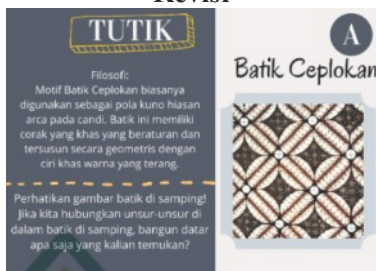 Revisi
TUTIK
Filosofi:
Motif Batik Ceplokan biasanya
digunakan sebagai pola kuno hiasan
arca pada candi. Batik ini memiliki
corak yang khas yang beraturan dan
tersusun secara geometris dengan
ciri khas warna yang terang.
Perhatikan gambar batik di samping!
Jika kita hubungkan unsur-unsur di
dalam batik di samping, bangun datar
apa saja yang kalian temukan?
A
Batik Ceplokan